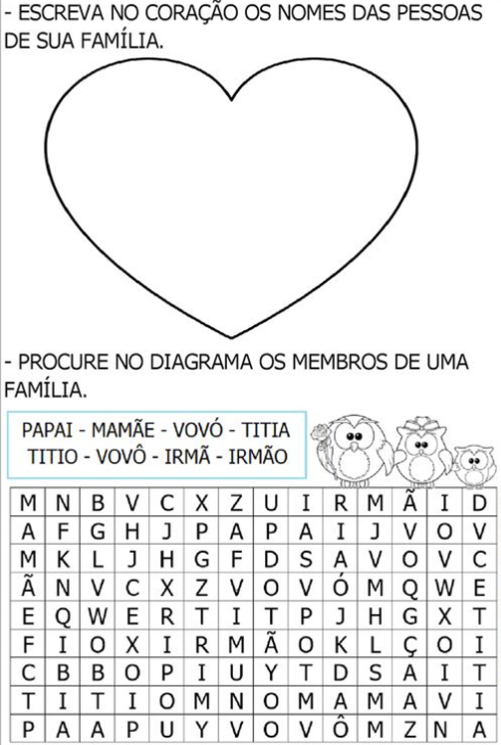 - ESCREVA NO CORAÇÃO OS NOMES DAS PESSOAS
DE SUA FAMÍLIA.
- PROCURE NO DIAGRAMA OS MEMBROS DE UMA
FAMÍLIA.
PAPAI - MAMÃE - VOVÓ - TITIA
TITIO - VOVÔ - IRMÃ - IRMÃO
M N B V C X Z U I R M Ã I D
A F G H J P A P A I J V O V
M K L J H G F D S A V O V C
Ã N V C X Z V O V Ó M Q W E
E Q W E R T I T P J H G X T
F I O X I R M Ã O K L Ç O I
C B B O P I U Y T D S A I T
T I T I O M N O M A M A V I
P A A P U Y V O V Ô M Z N A